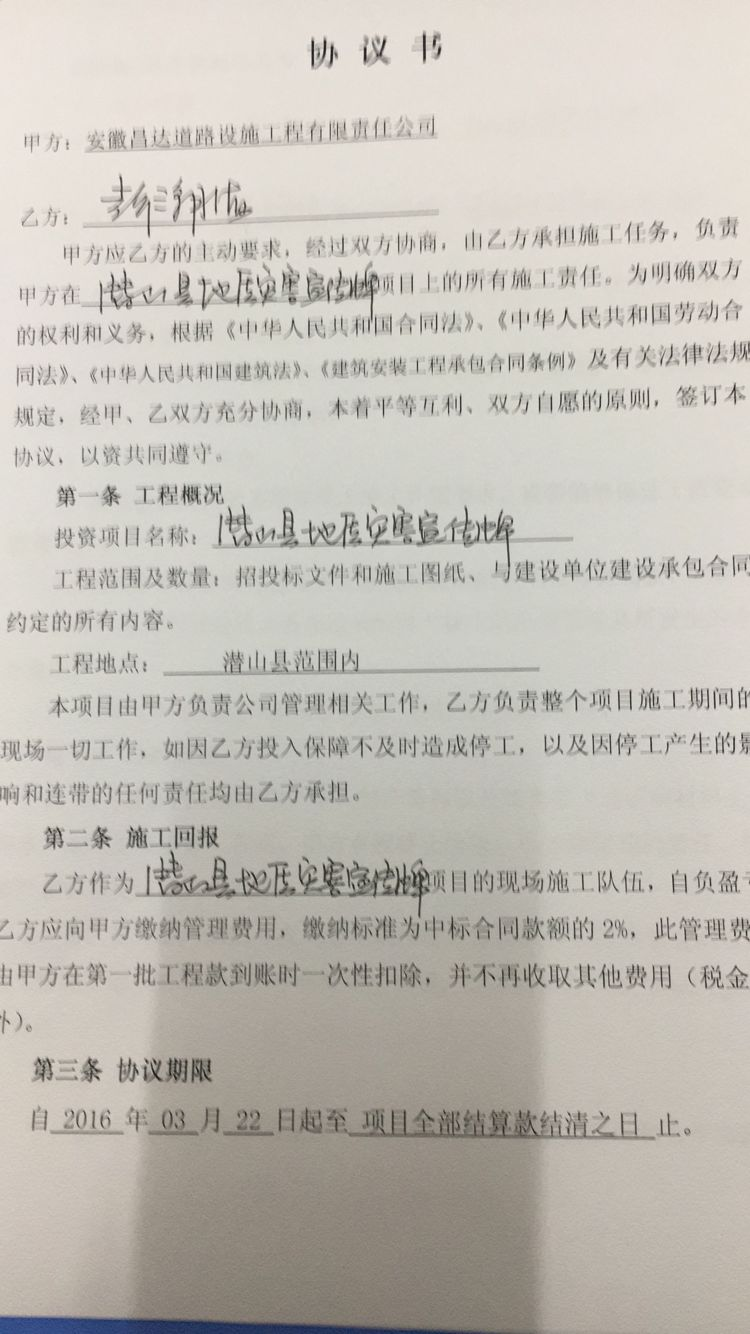 协议书
甲方：安徽昌达道路设施工程有限责任公司
乙方：
甲方应乙方的主动要求，经过双方协商，由乙方承担施工任务，负责
甲方在潜山县地质灾害宣传牌项目上的所有施工责任。为明确双方
的权利和义务，根据《中华人民共和国合同法》、《中华人民共和国劳动合
同法》、《中华人民共和国建筑法》、《建筑安装工程承包合同条例》及有关法律法规
规定，经甲、乙双方充分协商，本着平等互利、双方自愿的原则，签订本
协议，以资共同遵守。
第一条 工程概况
投资项目名称：潜山县地质灾害宣传牌
工程范围及数量：招投标文件和施工图纸、与建设单位建设承包合同
约定的所有内容。
工程地点：潜山县范围内
本项目由甲方负责公司管理相关工作，乙方负责整个项目施工期间的
现场一切工作，如因乙方投入保障不及时造成停工，以及因停工产生的影
响和连带的任何责任均由乙方承担。
第二条 施工回报
乙方作为潜山县地质灾害宣传牌项目的现场施工队伍，自负盈亏
乙方应向甲方缴纳管理费用，缴纳标准为中标合同款额的2%，此管理费
由甲方在第一批工程款到账时一次性扣除，并不再收取其他费用（税金
外）。
第三条 协议期限
自 2016 年 03 月 22 日起至 项目全部结算款结清之日 止。